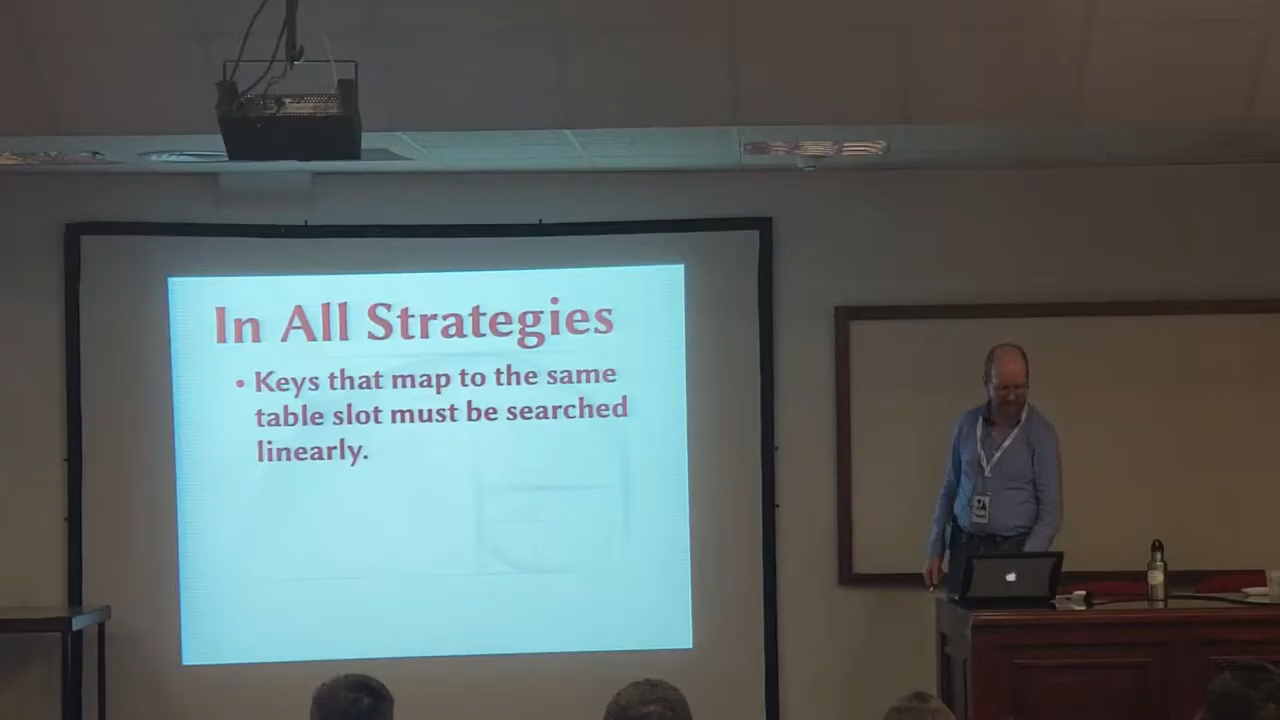 In All Strategies
• Keys that map to the same
table slot must be searched
linearly.